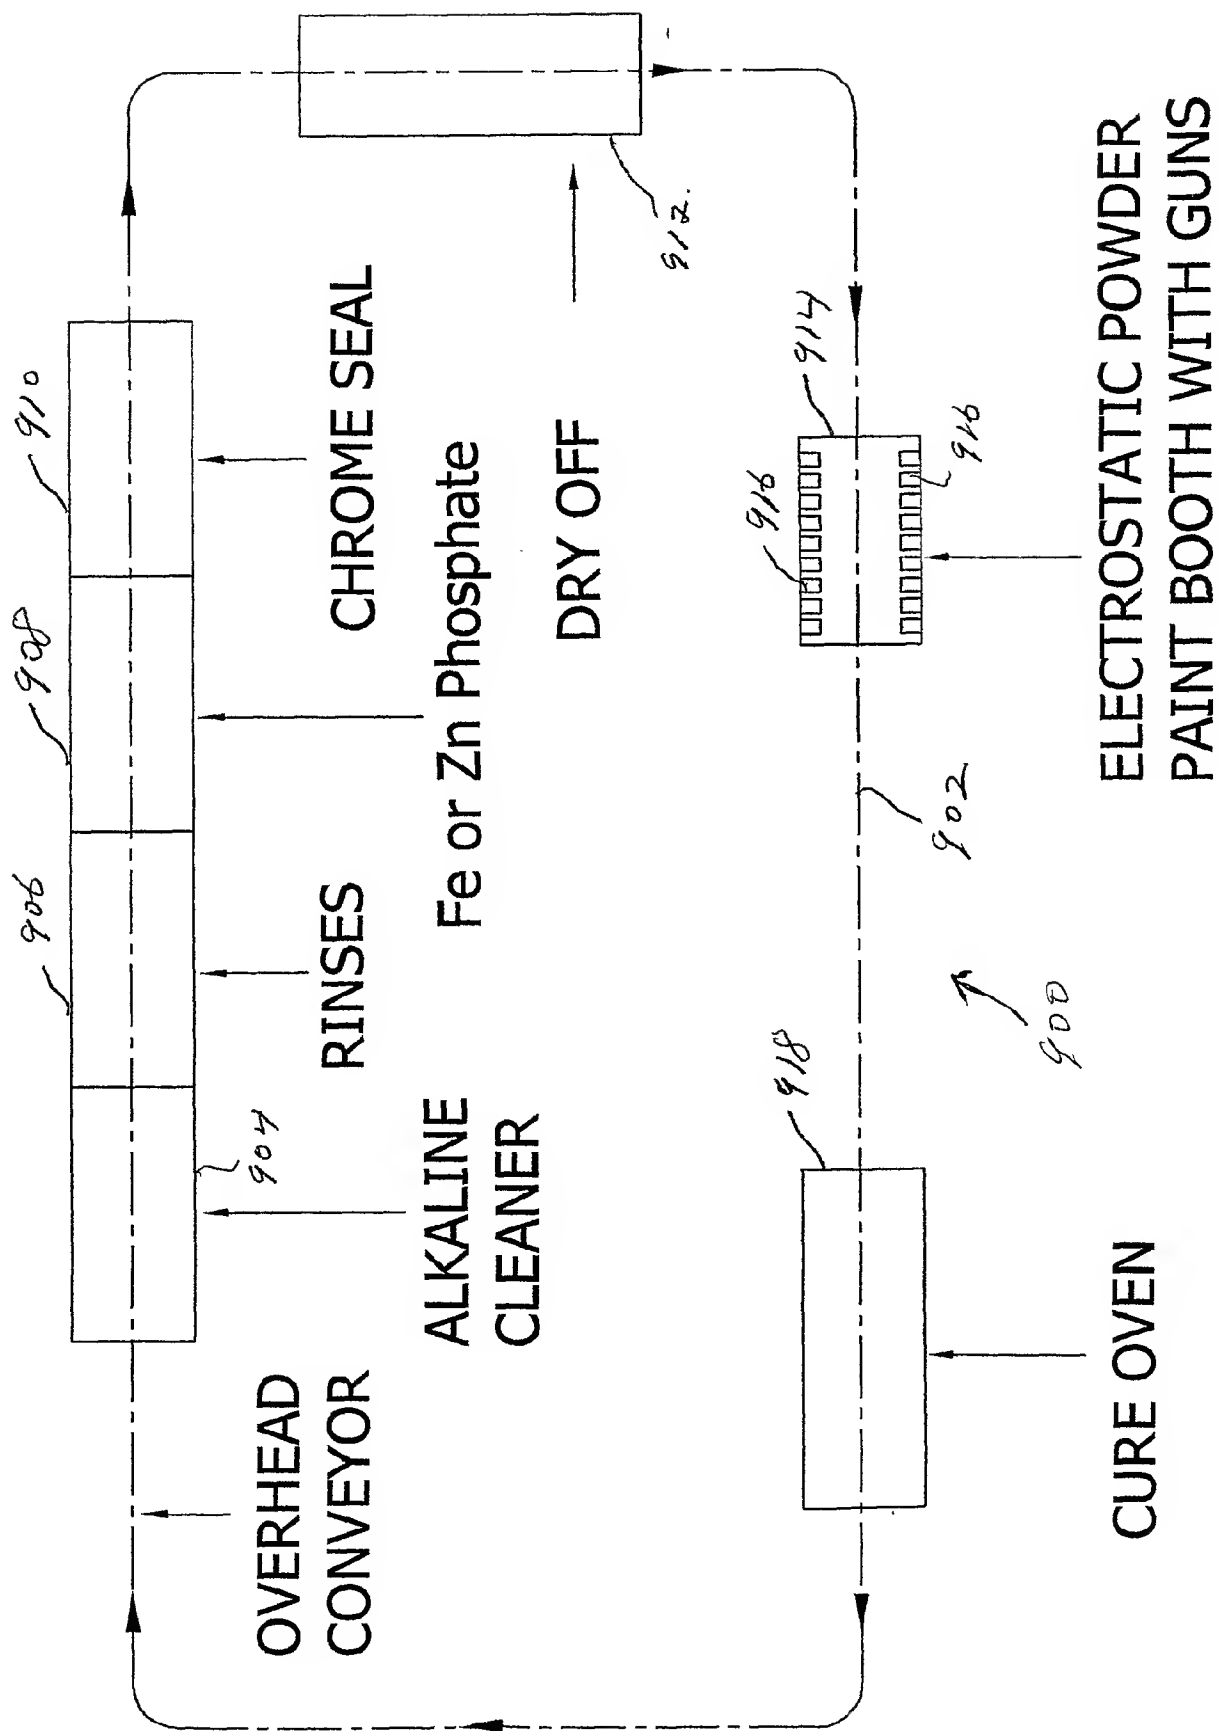 906
908
910
OVERHEAD
CONVEYOR
904
ALKALINE
CLEANER
RINSES
Fe or Zn Phosphate
CHROME SEAL
DRY OFF
912.
918
900
902
916
914
916
CURE OVEN
ELECTROSTATIC POWDER
PAINT BOOTH WITH GUNS